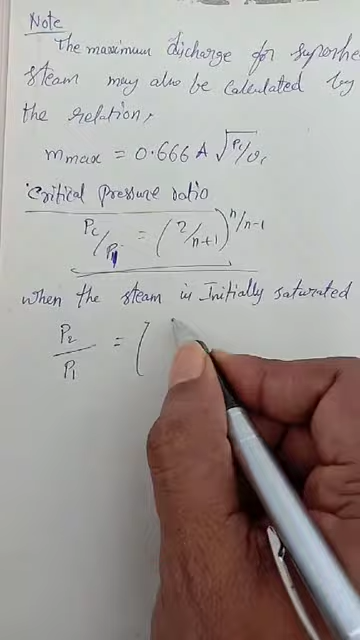 Note
The maximum discharge for superhe
steam may also be calculated by
the relation,
m max = 0.666 A √P₁/v₁
Critical pressure ratio
Pc/P1 = (2/n+1)^n/n-1
when the steam is Initially saturated
P2/P1 = (